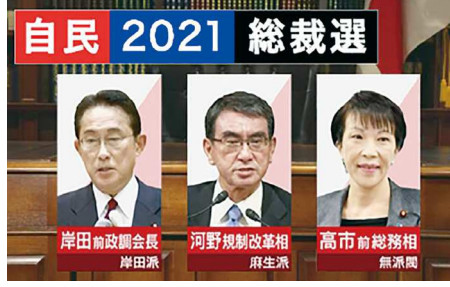 自民 2021 総裁選
岸田前政調会長
岸田派
河野規制改革相
麻生派
高市前総務相
無派閥